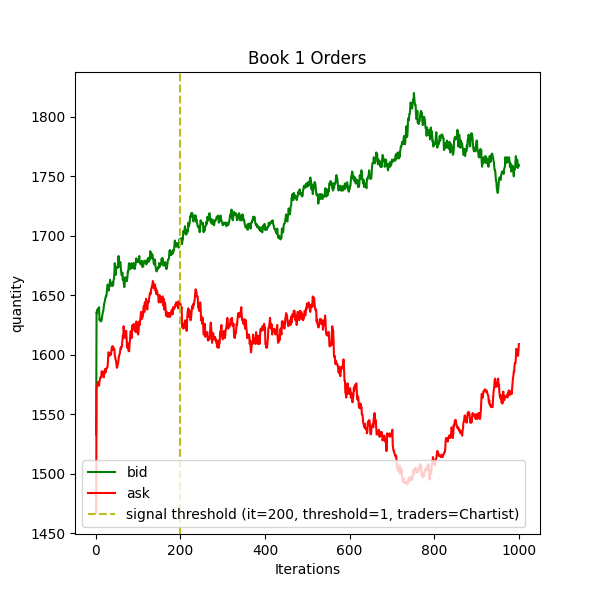 Book 1 Orders
quantity
1800
1750
1700
1650
1600
1550
1500
1450
bid
ask
signal threshold (it=200, threshold=1, traders=Chartist)
0 200 400 600 800 1000
Iterations